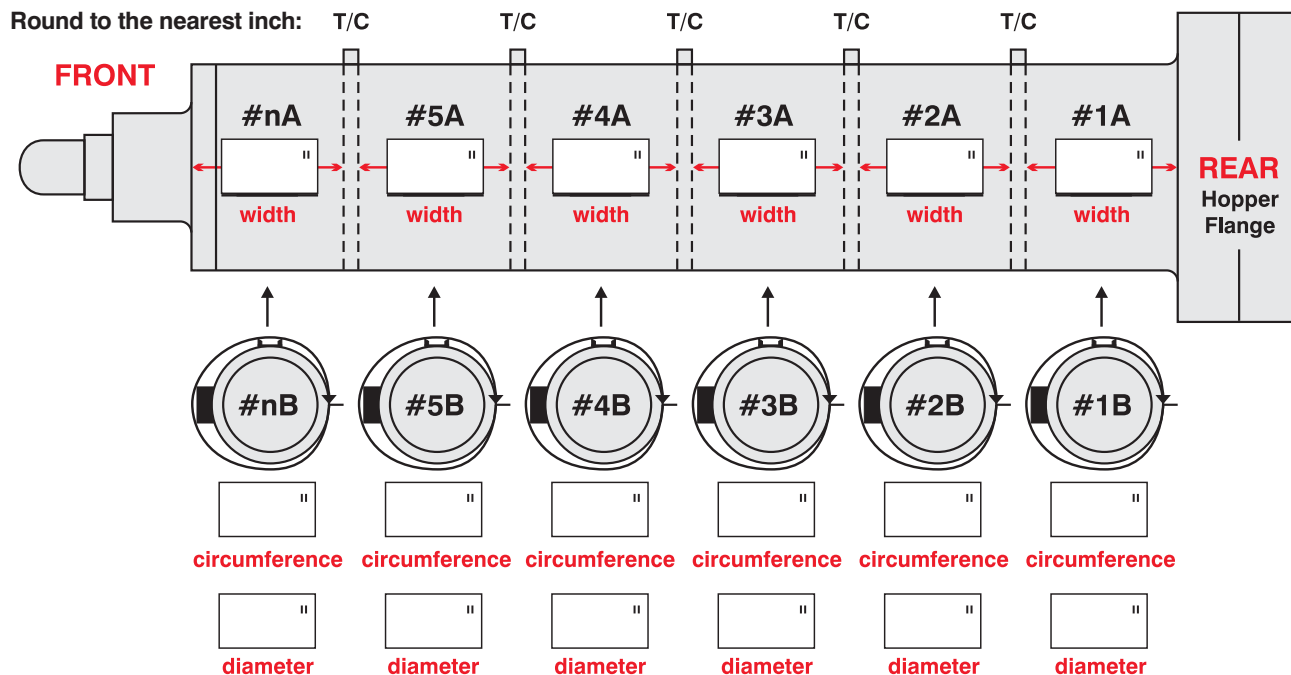 Round to the nearest inch: T/C T/C T/C T/C T/C
FRONT
#nA #5A #4A #3A #2A #1A
" " " " " "
REAR
Hopper
Flange
width width width width width width
#nB #5B #4B #3B #2B #1B
" " " " " "
circumference circumference circumference circumference circumference circumference
" " " " " "
diameter diameter diameter diameter diameter diameter